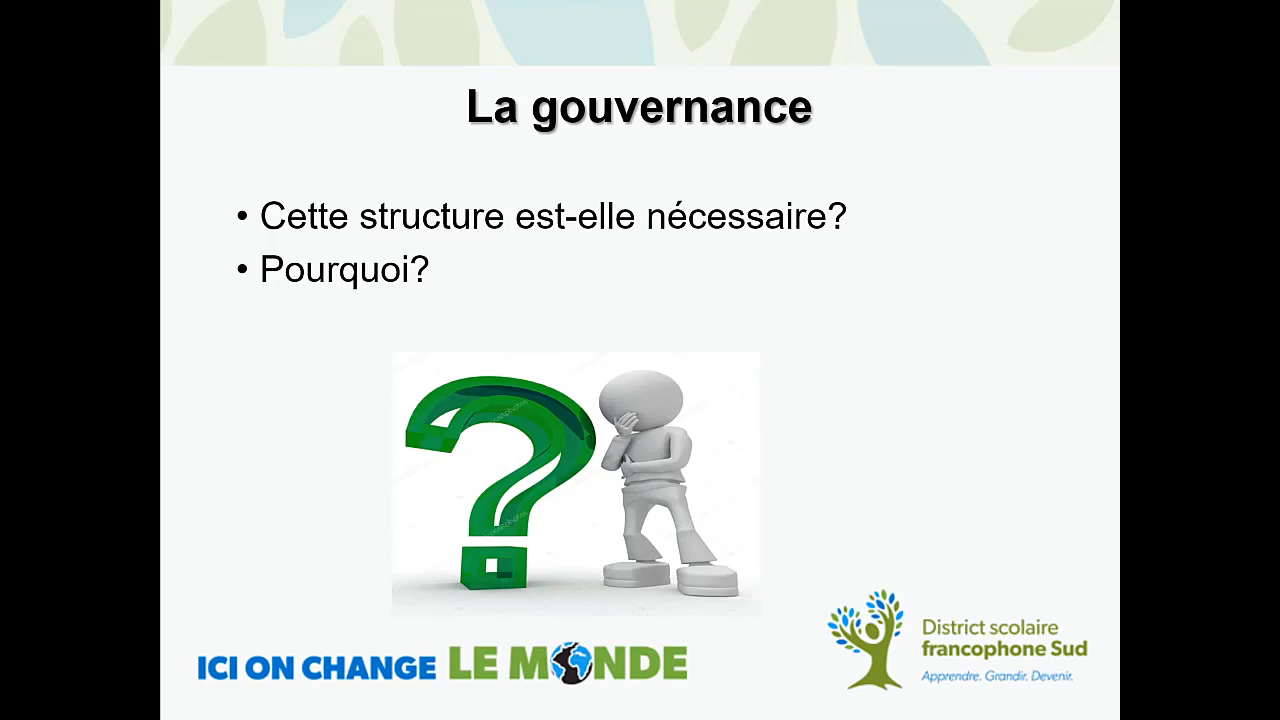 La gouvernance
• Cette structure est-elle nécessaire?
• Pourquoi?
ICI ON CHANGE LE MONDE
District scolaire
francophone Sud
Apprendre. Grandir. Devenir.